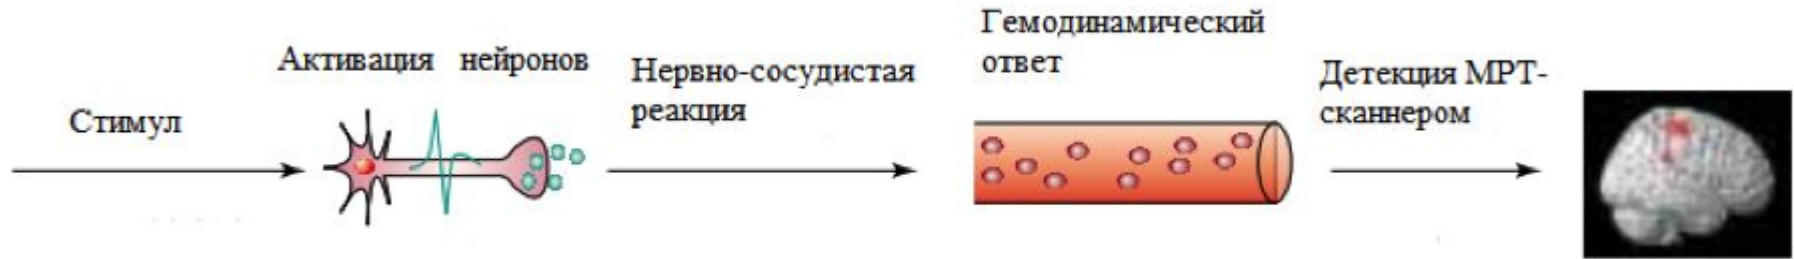 Стимул
Активация нейронов
Нервно-сосудистая
реакция
Гемодинамический
ответ
Детекция МРТ-
сканнером